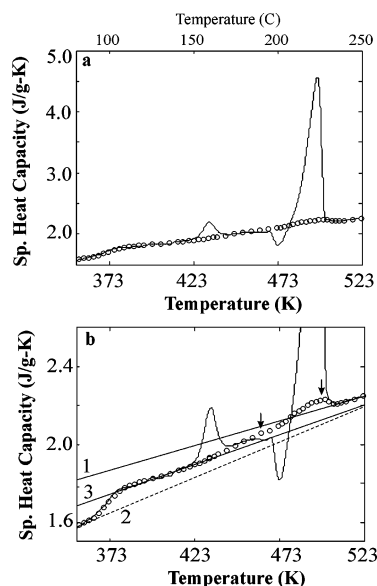 Temperature (C)
100 150 200 250
a
5.0
4.0
3.0
2.0
Sp. Heat Capacity (J/g-K)
373 423 473 523
Temperature (K)
b
2.4
2.0
1.6
Sp. Heat Capacity (J/g-K)
1
3
2
373 423 473 523
Temperature (K)